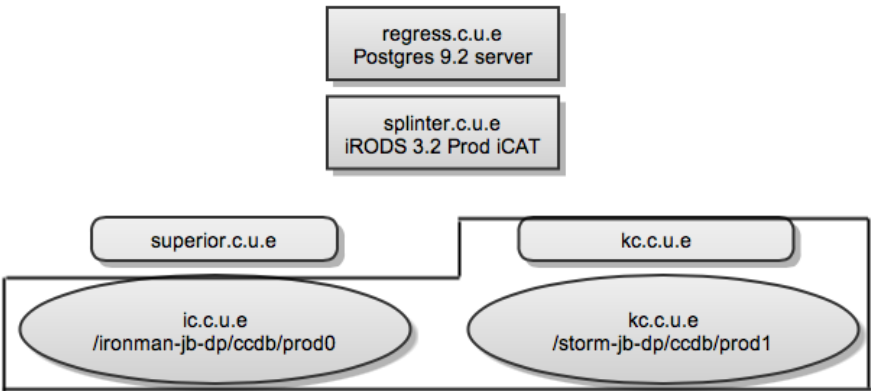 regress.c.u.e
Postgres 9.2 server
splinter.c.u.e
iRODS 3.2 Prod iCAT
superior.c.u.e
kc.c.u.e
ic.c.u.e
/ironman-jb-dp/ccdb/prod0
kc.c.u.e
/storm-jb-dp/ccdb/prod1